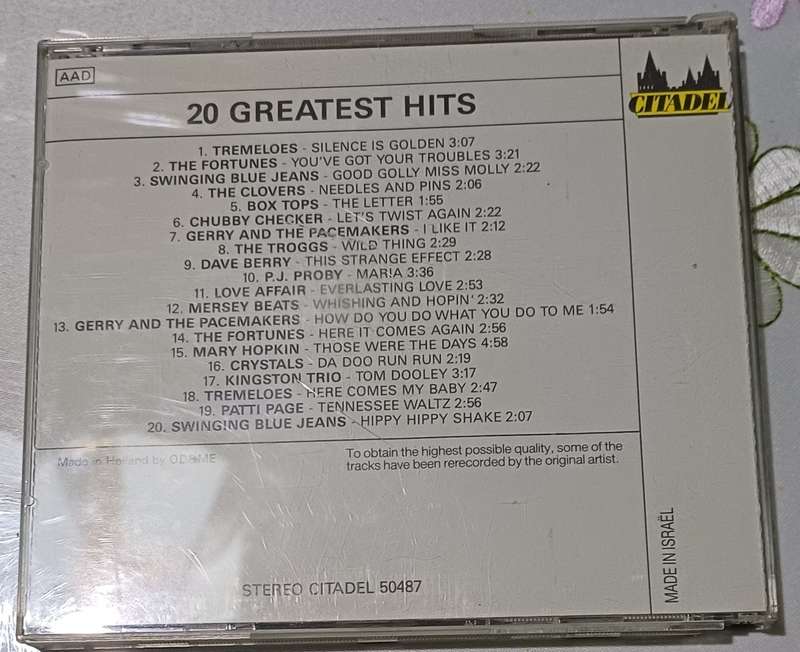 AAD
CITADEL
20 GREATEST HITS
1. TREMELOES - SILENCE IS GOLDEN 3:07
2. THE FORTUNES - YOU'VE GOT YOUR TROUBLES 3:21
3. SWINGING BLUE JEANS - GOOD GOLLY MISS MOLLY 2:22
4. THE CLOVERS - NEEDLES AND PINS 2:06
5. BOX TOPS - THE LETTER 1:55
6. CHUBBY CHECKER - LET'S TWIST AGAIN 2:22
7. GERRY AND THE PACEMAKERS - I LIKE IT 2:12
8. THE TROGGS - WILD THING 2:29
9. DAVE BERRY - THIS STRANGE EFFECT 2:28
10. P.J. PROBY - MARIA 3:36
11. LOVE AFFAIR - EVERLASTING LOVE 2:53
12. MERSEY BEATS - WHISHING AND HOPIN' 2:32
13. GERRY AND THE PACEMAKERS - HOW DO YOU DO WHAT YOU DO TO ME 1:54
14. THE FORTUNES - HERE IT COMES AGAIN 2:56
15. MARY HOPKIN - THOSE WERE THE DAYS 4:58
16. CRYSTALS - DA DOO RUN RUN 2:19
17. KINGSTON TRIO - TOM DOOLEY 3:17
18. TREMELOES - HERE COMES MY BABY 2:47
19. PATTI PAGE - TENNESSEE WALTZ 2:56
20. SWINGING BLUE JEANS - HIPPY HIPPY SHAKE 2:07
Made in Holland by OD&ME
To obtain the highest possible quality, some of the
tracks have been rerecorded by the original artist.
STEREO CITADEL 50487
MADE IN ISRAËL